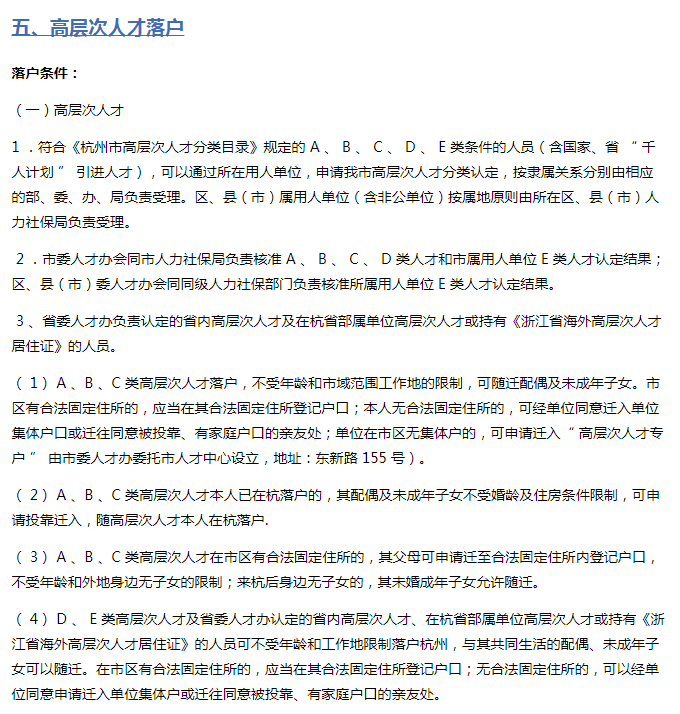 五、高层次人才落户
落户条件：
（一）高层次人才
1 ．符合《杭州市高层次人才分类目录》规定的 A 、 B 、 C 、 D 、 E 类条件的人员（含国家、省 “ 千
人计划 ” 引进人才），可以通过所在用人单位，申请我市高层次人才分类认定，按隶属关系分别由相应
的部、委、办、局负责受理。区、县（市）属用人单位（含非公单位）按属地原则由所在区、县（市）人
力社保局负责受理。
2 ．市委人才办会同市人力社保局负责核准 A 、 B 、 C 、 D 类人才和市属用人单位 E 类人才认定结果；
区、县（市）委人才办会同同级人力社保部门负责核准所属用人单位 E 类人才认定结果。
3 、省委人才办负责认定的省内高层次人才及在杭省部属单位高层次人才或持有《浙江省海外高层次人才
居住证》的人员。
（ 1） A 、B 、C 类高层次人才落户，不受年龄和市域范围工作地的限制，可随迁配偶及未成年子女。市
区有合法固定住所的，应当在其合法固定住所登记户口；本人无合法固定住所的，可经单位同意迁入单位
集体户口或迁往同意被投靠、有家庭户口的亲友处；单位在市区无集体户的，可申请迁入 “ 高层次人才专
户 ” 由市委人才办委托市人才中心设立，地址：东新路 155 号）。
（ 2） A 、B 、C 类高层次人才本人已在杭落户的，其配偶及未成年子女不受婚龄及住房条件限制，可申
请投靠迁入，随高层次人才本人在杭落户.
（ 3） A 、B 、C 类高层次人才在市区有合法固定住所的，其父母可申请迁至合法固定住所内登记户口，
不受年龄和外地身边无子女的限制；来杭后身边无子女的，其未婚成年子女允许随迁。
（ 4） D 、 E 类高层次人才及省委人才办认定的省内高层次人才、在杭省部属单位高层次人才或持有《浙
江省海外高层次人才居住证》的人员可不受年龄和工作地限制落户杭州，与其共同生活的配偶、未成年子
女可以随迁。在市区有合法固定住所的，应当在其合法固定住所登记户口；无合法固定住所的，可以经单
位同意申请迁入单位集体户或迁往同意被投靠、有家庭户口的亲友处。